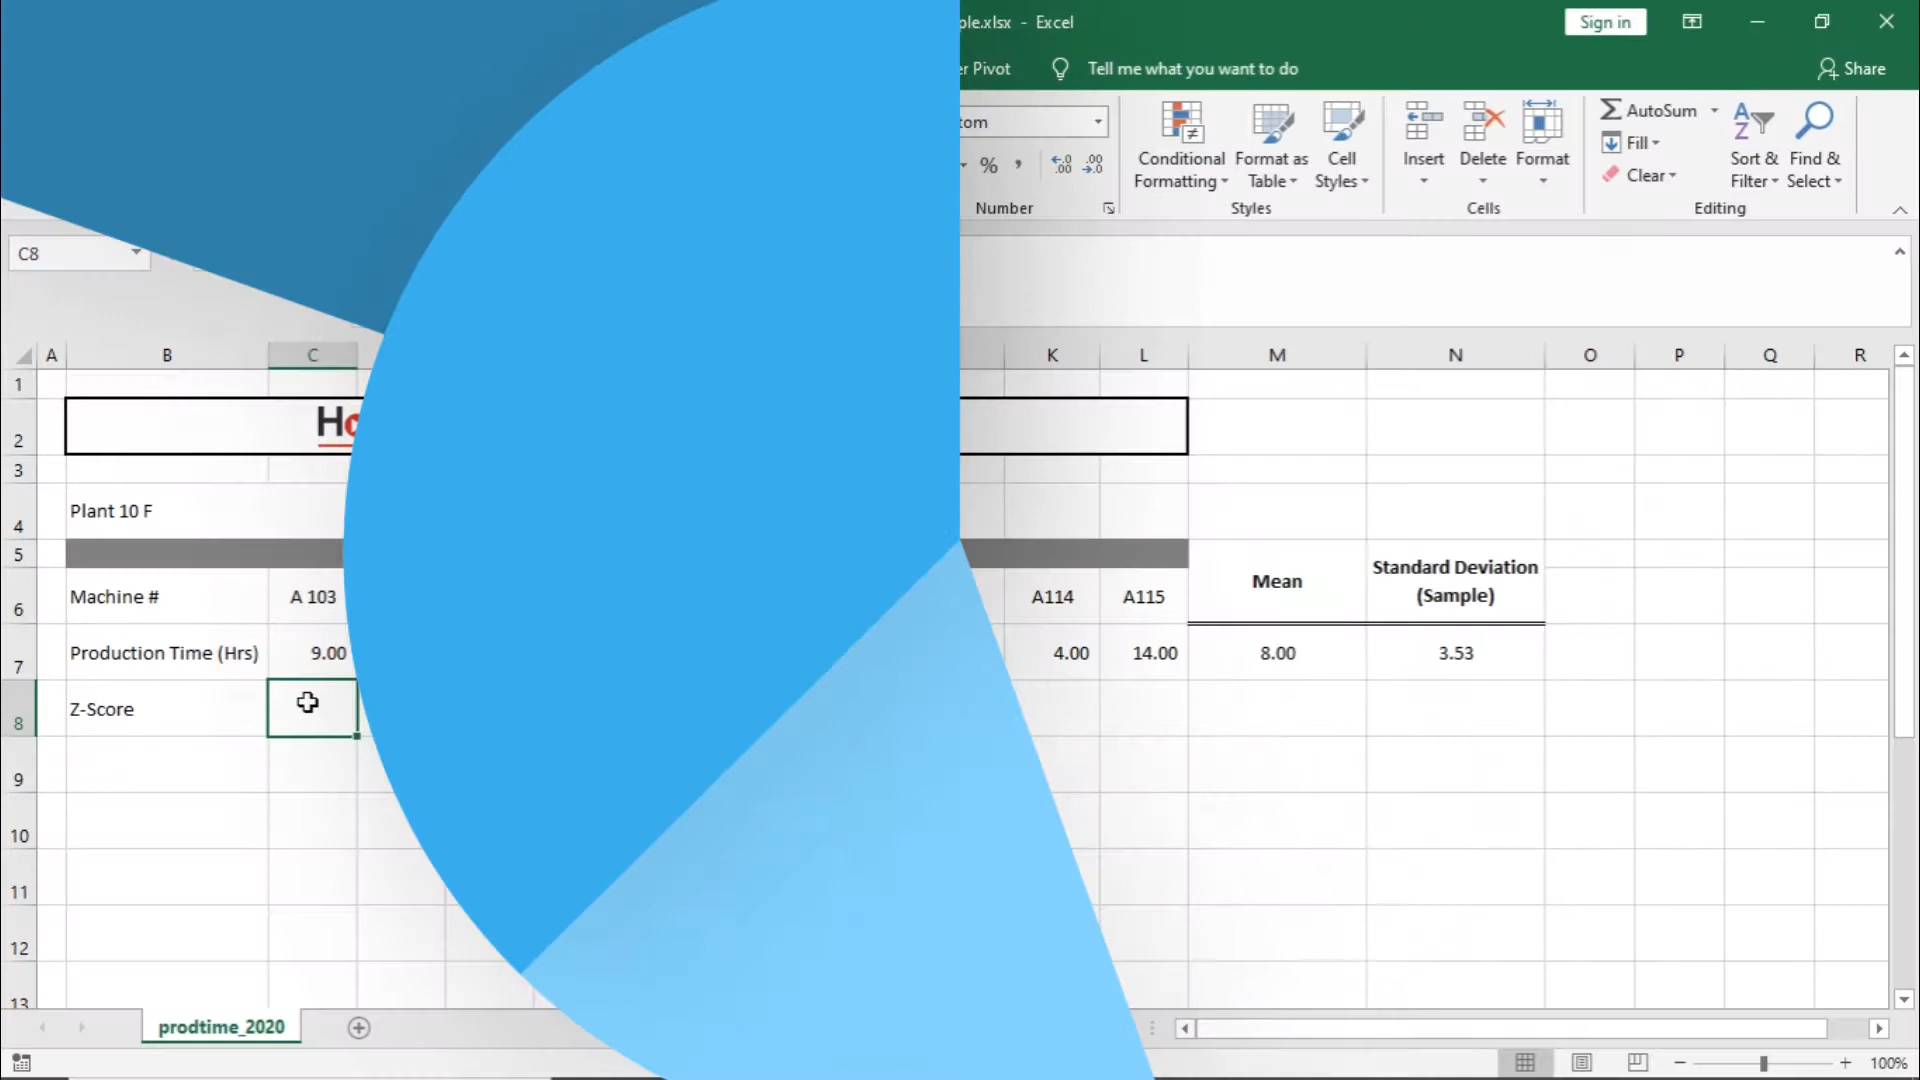 ple.xlsx - Excel
Sign in
er Pivot
Tell me what you want to do
Share
tom
Conditional Formatting
Format as Table
Cell Styles
Insert
Delete
Format
AutoSum
Fill
Clear
Sort & Filter
Find & Select
Number
Styles
Cells
Editing
C8
A B C K L M N O P Q R
1
2 Ho
3
4 Plant 10 F
5
Mean
Standard Deviation (Sample)
6 Machine # A 103 A114 A115
7 Production Time (Hrs) 9.00 4.00 14.00 8.00 3.53
8 Z-Score
9
10
11
12
13
prodtime_2020
100%